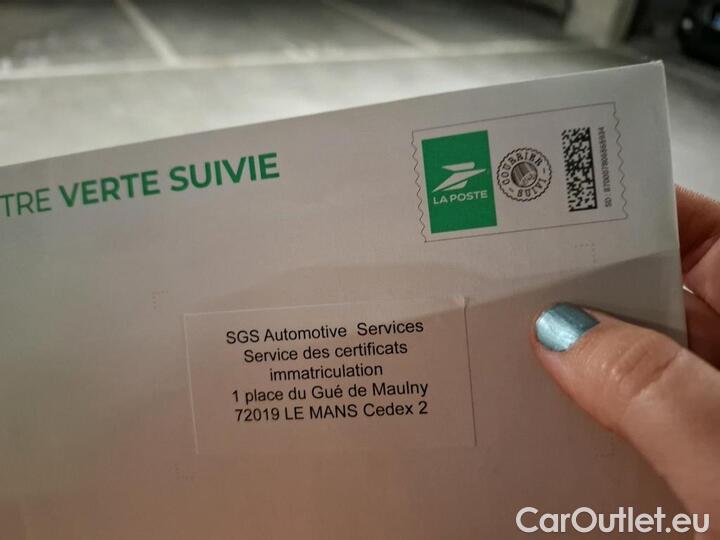 TRE VERTE SUIVIE
LA POSTE
COURRIER
SUIVI
SGS Automotive Services
Service des certificats
immatriculation
1 place du Gué de Maulny
72019 LE MANS Cedex 2
CarOutlet.eu